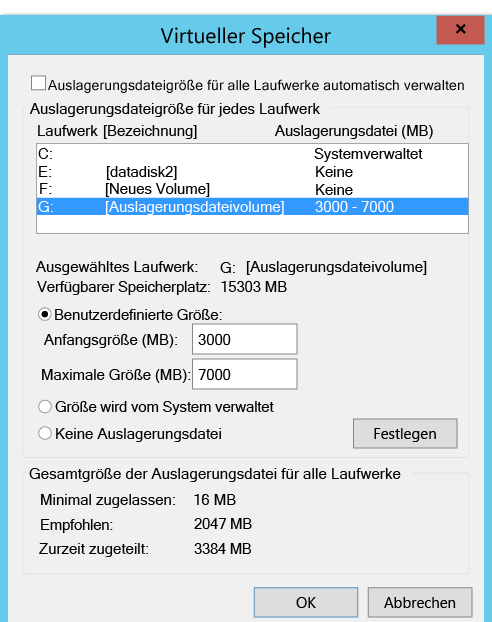 Virtueller Speicher
Auslagerungsdateigröße für alle Laufwerke automatisch verwalten
Auslagerungsdateigröße für jedes Laufwerk
Laufwerk [Bezeichnung] Auslagerungsdatei (MB)
C: Systemverwaltet
E: [datadisk2] Keine
F: [Neues Volume] Keine
G: [Auslagerungsdateivolume] 3000 - 7000
Ausgewähltes Laufwerk: G: [Auslagerungsdateivolume]
Verfügbarer Speicherplatz: 15303 MB
Benutzerdefinierte Größe:
Anfangsgröße (MB): 3000
Maximale Größe (MB): 7000
Größe wird vom System verwaltet
Keine Auslagerungsdatei Festlegen
Gesamtgröße der Auslagerungsdatei für alle Laufwerke
Minimal zugelassen: 16 MB
Empfohlen: 2047 MB
Zurzeit zugeteilt: 3384 MB
OK Abbrechen